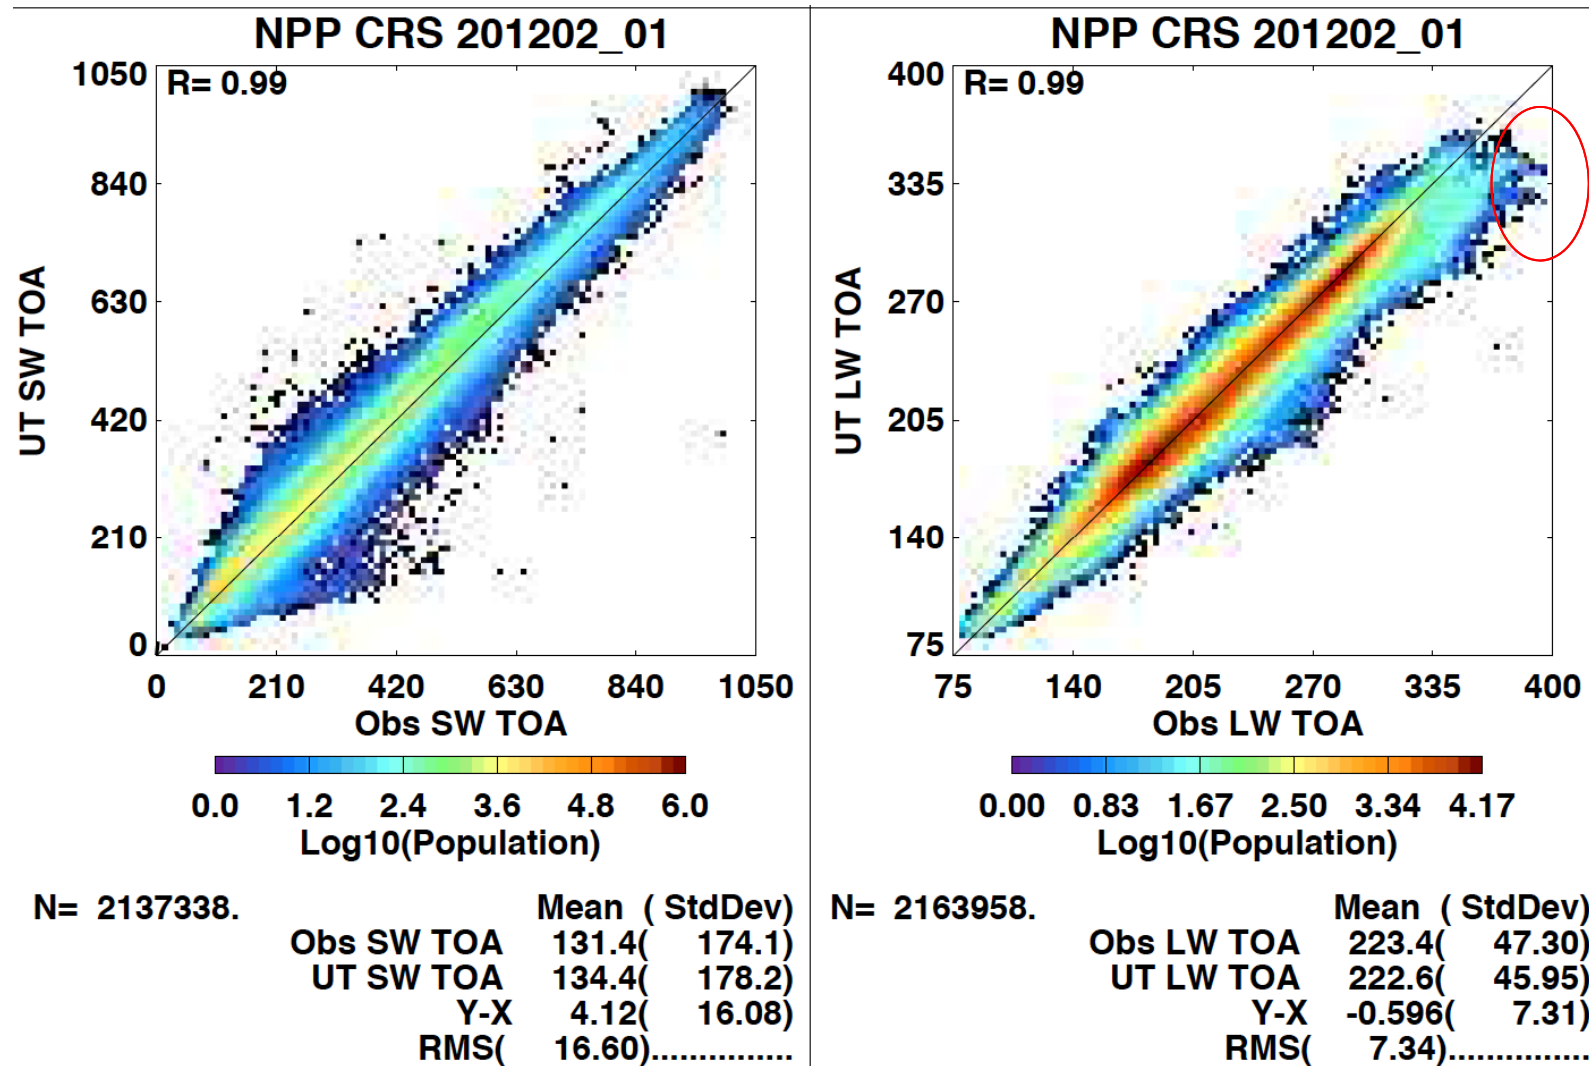 NPP CRS 201202_01
R= 0.99
1050
840
630
420
210
0
UT SW TOA
0 210 420 630 840 1050
Obs SW TOA
0.0 1.2 2.4 3.6 4.8 6.0
Log10(Population)
N= 2137338.
Mean ( StdDev)
Obs SW TOA 131.4( 174.1)
UT SW TOA 134.4( 178.2)
Y-X 4.12( 16.08)
RMS( 16.60)...............
NPP CRS 201202_01
R= 0.99
400
335
270
205
140
75
UT LW TOA
75 140 205 270 335 400
Obs LW TOA
0.00 0.83 1.67 2.50 3.34 4.17
Log10(Population)
N= 2163958.
Mean ( StdDev)
Obs LW TOA 223.4( 47.30)
UT LW TOA 222.6( 45.95)
Y-X -0.596( 7.31)
RMS( 7.34)...............